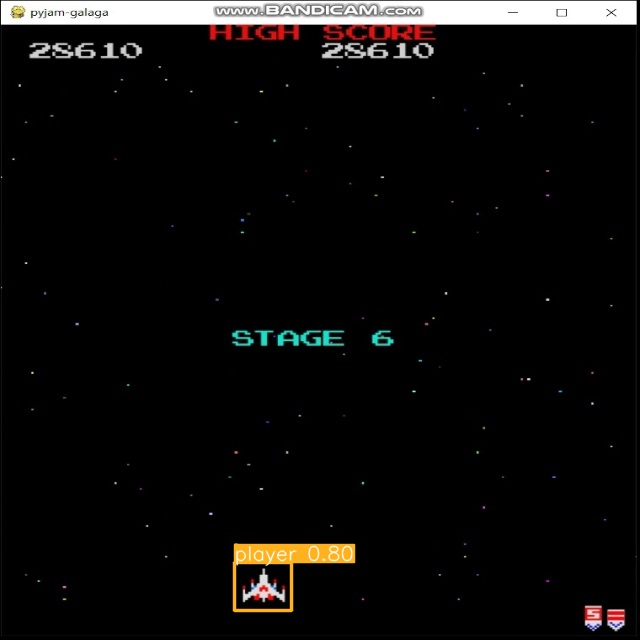 pyjam-galaga
www.BANDICAM.com
HIGH SCORE
28610 28610
STAGE 6
player 0.80
5